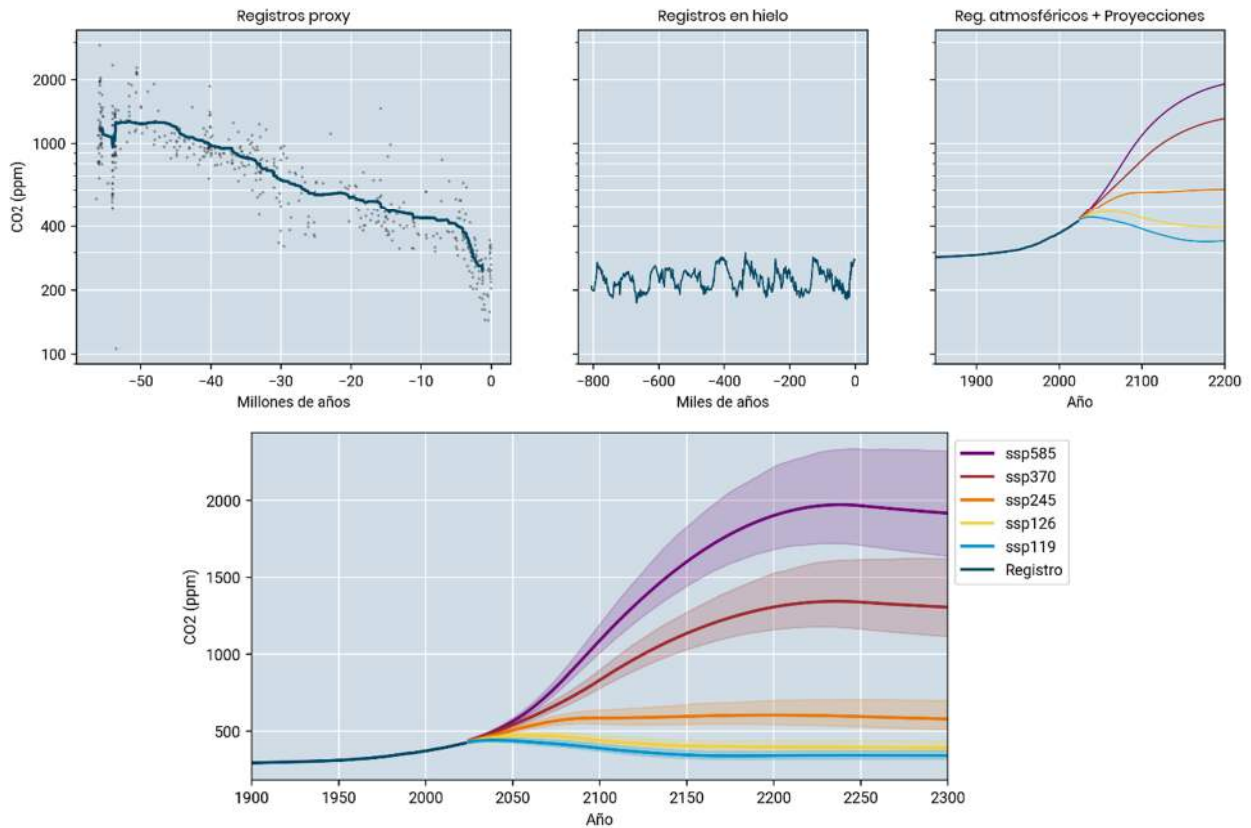 Registros proxy
Registros en hielo
Reg. atmosféricos + Proyecciones
CO2 (ppm)
2000
1000
400
200
100
−50
−40
−30
−20
−10
0
Millones de años
−800
−600
−400
−200
0
Miles de años
1900
2000
2100
2200
Año
CO2 (ppm)
2000
1500
1000
500
1900
1950
2000
2050
2100
2150
2200
2250
2300
Año
ssp585
ssp370
ssp245
ssp126
ssp119
Registro